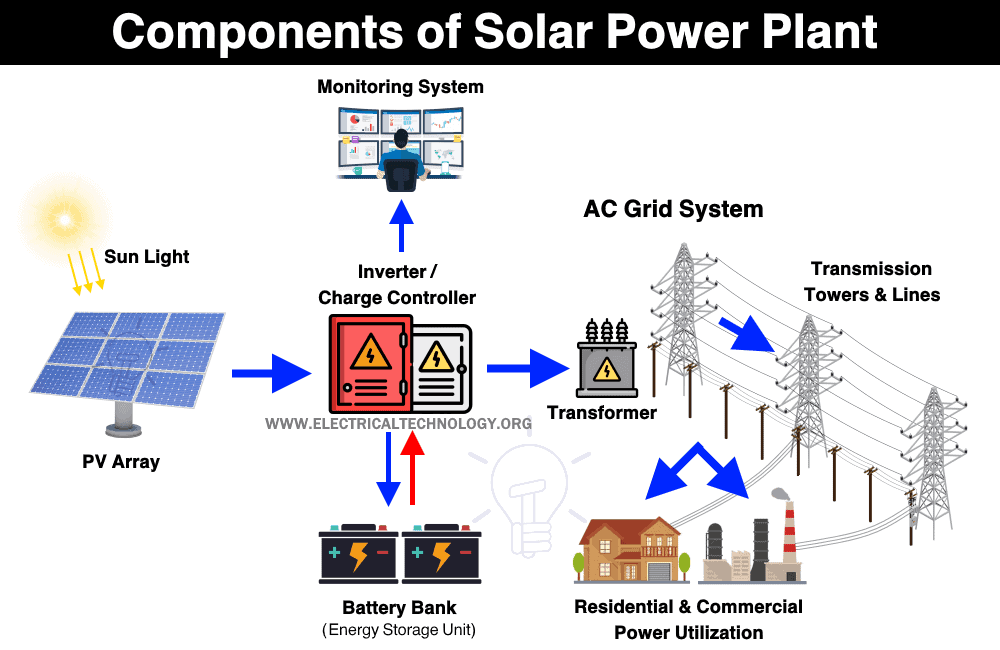 Components of Solar Power Plant
Monitoring System
AC Grid System
Sun Light
Inverter /
Charge Controller
Transmission
Towers & Lines
Transformer
WWW.ELECTRICALTECHNOLOGY.ORG
PV Array
Battery Bank
(Energy Storage Unit)
Residential & Commercial
Power Utilization